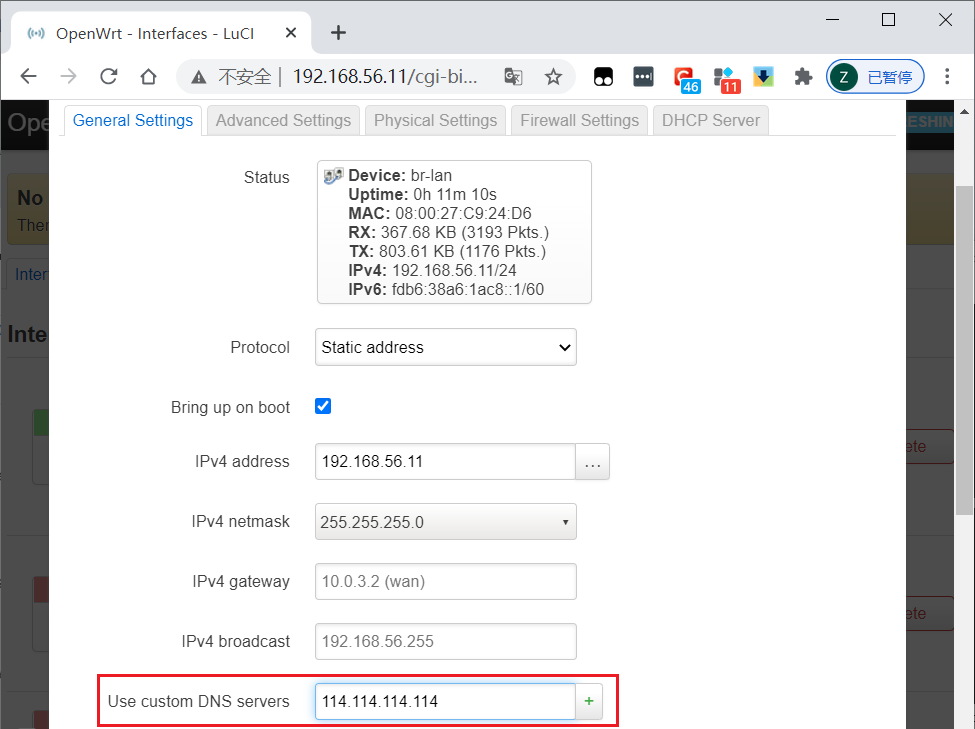 OpenWrt - Interfaces - LuCI
不安全 192.168.56.11/cgi-bi...
46
11
Z 已暂停
Ope
ESHIN
General Settings Advanced Settings Physical Settings Firewall Settings DHCP Server
No
Ther
Inter
Inte
Status
Device: br-lan
Uptime: 0h 11m 10s
MAC: 08:00:27:C9:24:D6
RX: 367.68 KB (3193 Pkts.)
TX: 803.61 KB (1176 Pkts.)
IPv4: 192.168.56.11/24
IPv6: fdb6:38a6:1ac8::1/60
Protocol Static address
Bring up on boot
ete
IPv4 address 192.168.56.11 ...
IPv4 netmask 255.255.255.0
IPv4 gateway 10.0.3.2 (wan)
ete
IPv4 broadcast 192.168.56.255
Use custom DNS servers 114.114.114.114 +